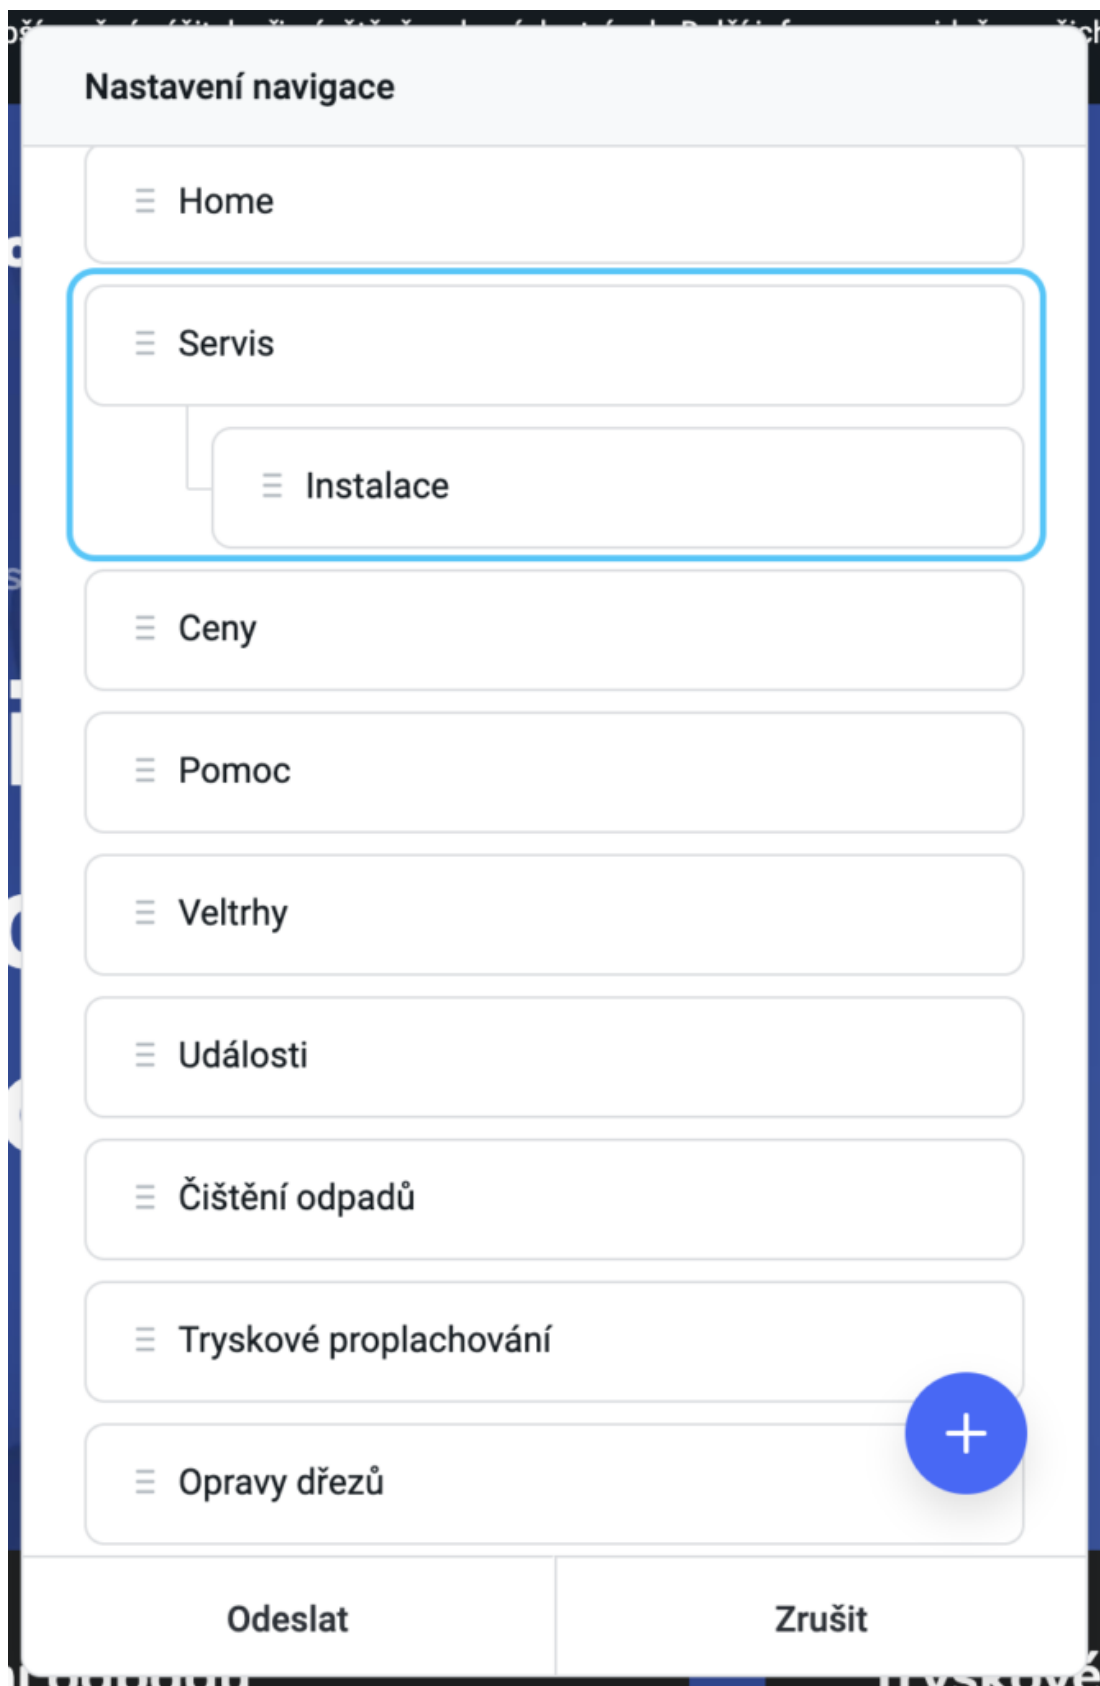 Nastavení navigace
Home
Servis
Instalace
Ceny
Pomoc
Veltrhy
Události
Čištění odpadů
Tryskové proplachování
Opravy dřezů
Odeslat
Zrušit